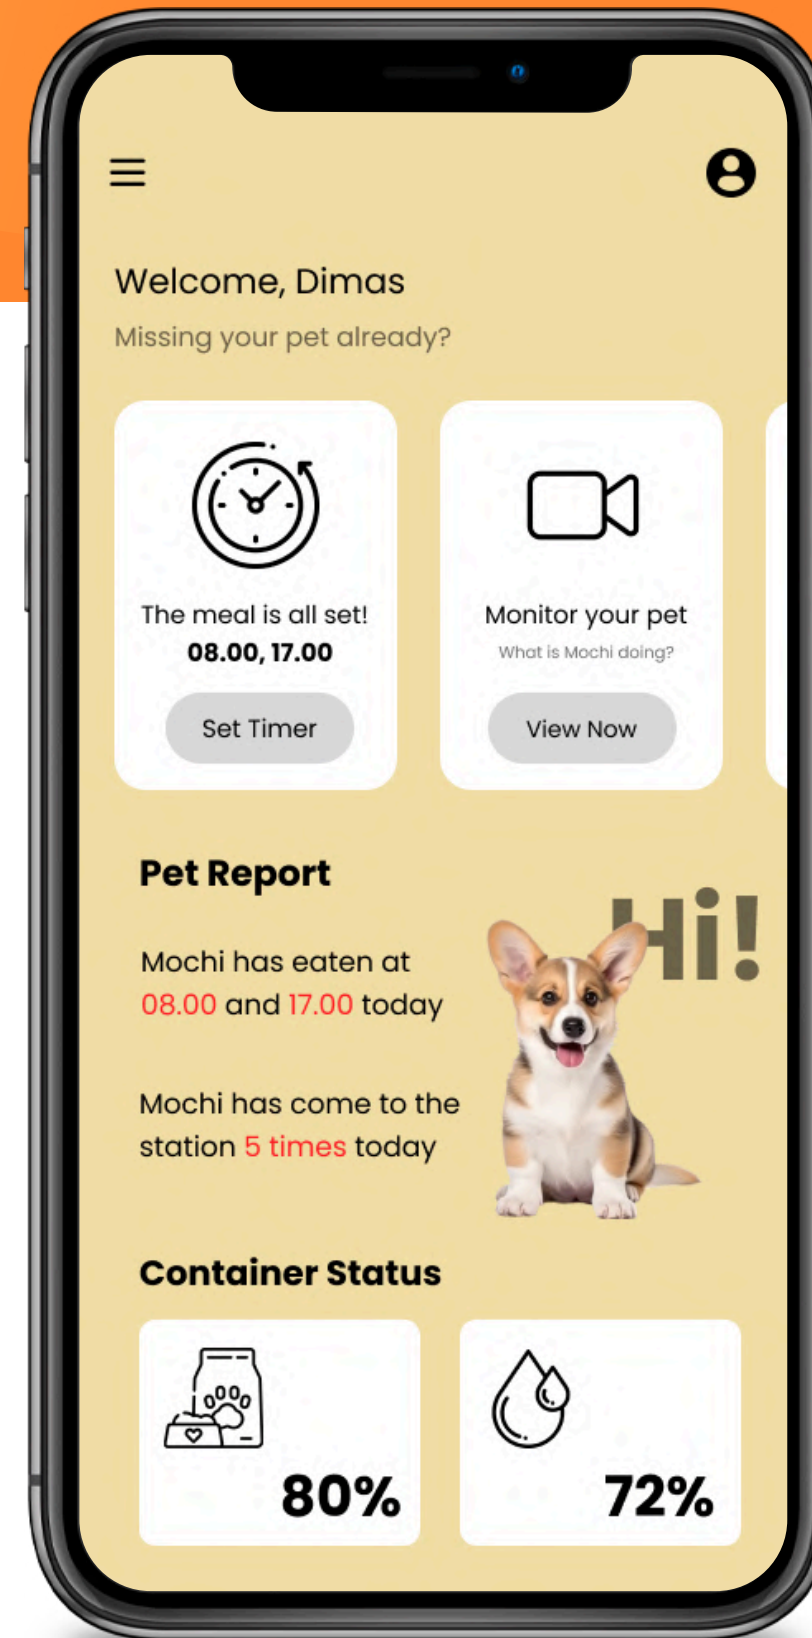 Welcome, Dimas
Missing your pet already?
The meal is all set!
08.00, 17.00
Set Timer
Monitor your pet
What is Mochi doing?
View Now
Pet Report
Hi!
Mochi has eaten at
08.00 and 17.00 today
Mochi has come to the
station 5 times today
Container Status
80%
72%